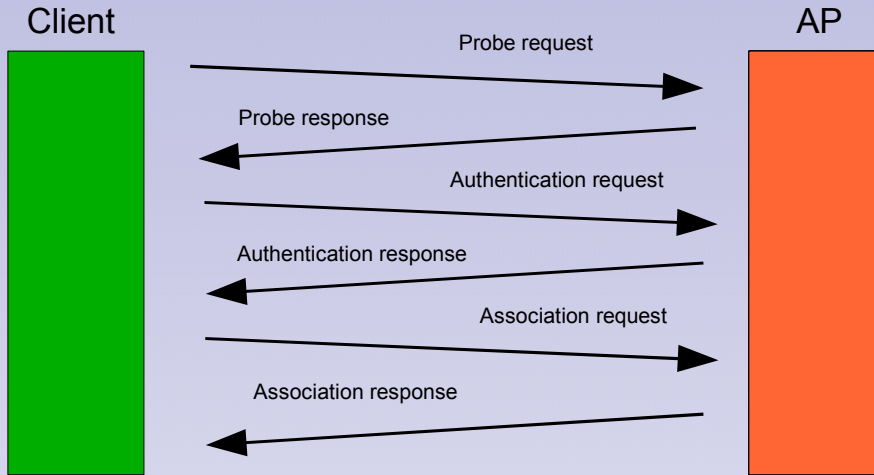 Client
AP
Probe request
Probe response
Authentication request
Authentication response
Association request
Association response